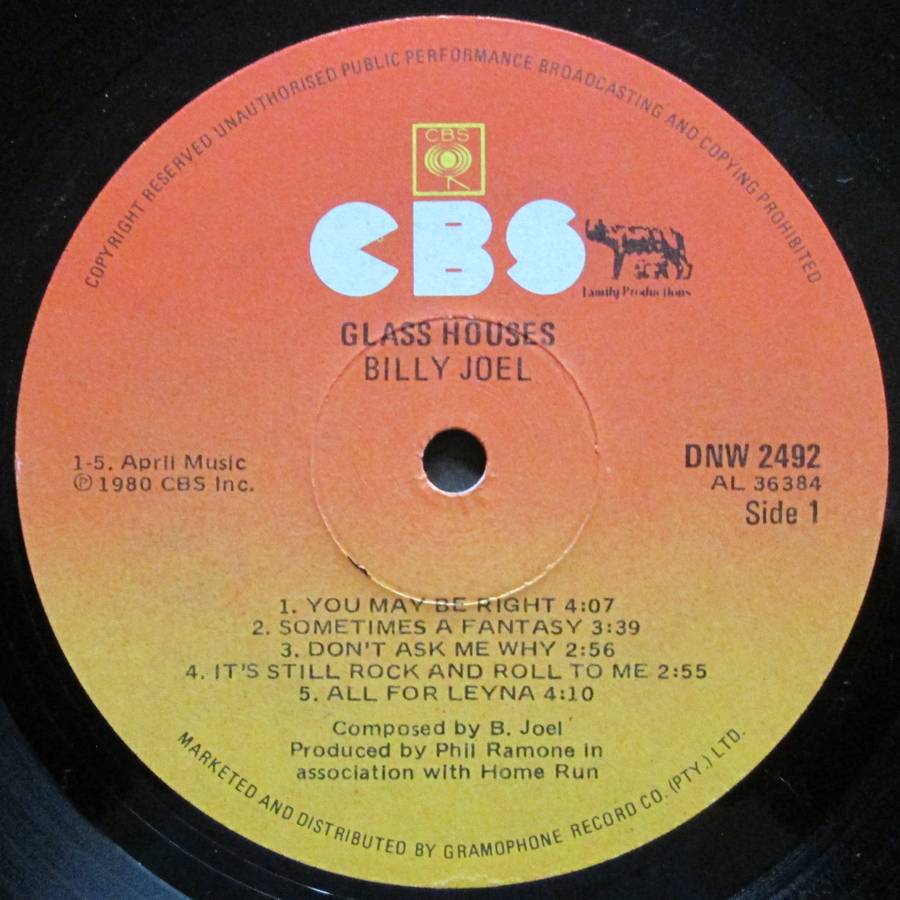 COPYRIGHT RESERVED UNAUTHORISED PUBLIC PERFORMANCE BROADCASTING AND COPYING PROHIBITED
CBS
CBS
Family Productions
GLASS HOUSES
BILLY JOEL
1-5. April Music
℗ 1980 CBS Inc.
DNW 2492
AL 36384
Side 1
1. YOU MAY BE RIGHT 4:07
2. SOMETIMES A FANTASY 3:39
3. DON'T ASK ME WHY 2:56
4. IT'S STILL ROCK AND ROLL TO ME 2:55
5. ALL FOR LEYNA 4:10
Composed by B. Joel
Produced by Phil Ramone in
association with Home Run
MARKETED AND DISTRIBUTED BY GRAMOPHONE RECORD CO. (PTY.) LTD.